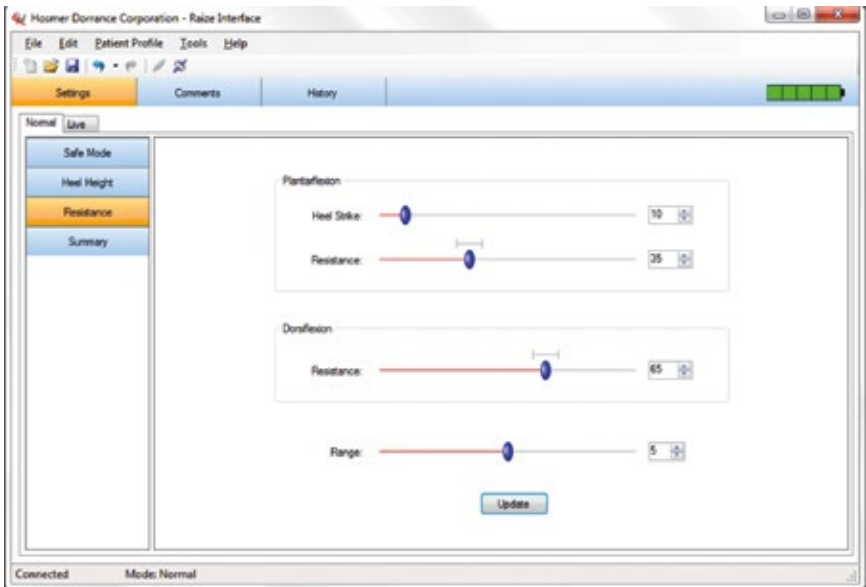 Hosmer Dorrance Corporation - Raize Interface
File Edit Patient Profile Tools Help
Settings Comments History
Normal Live
Safe Mode
Heel Height
Resistance
Summary
Plantarflexion
Heel Strike: 10
Resistance: 35
Dorsiflexion
Resistance: 65
Range: 5
Update
Connected Mode: Normal